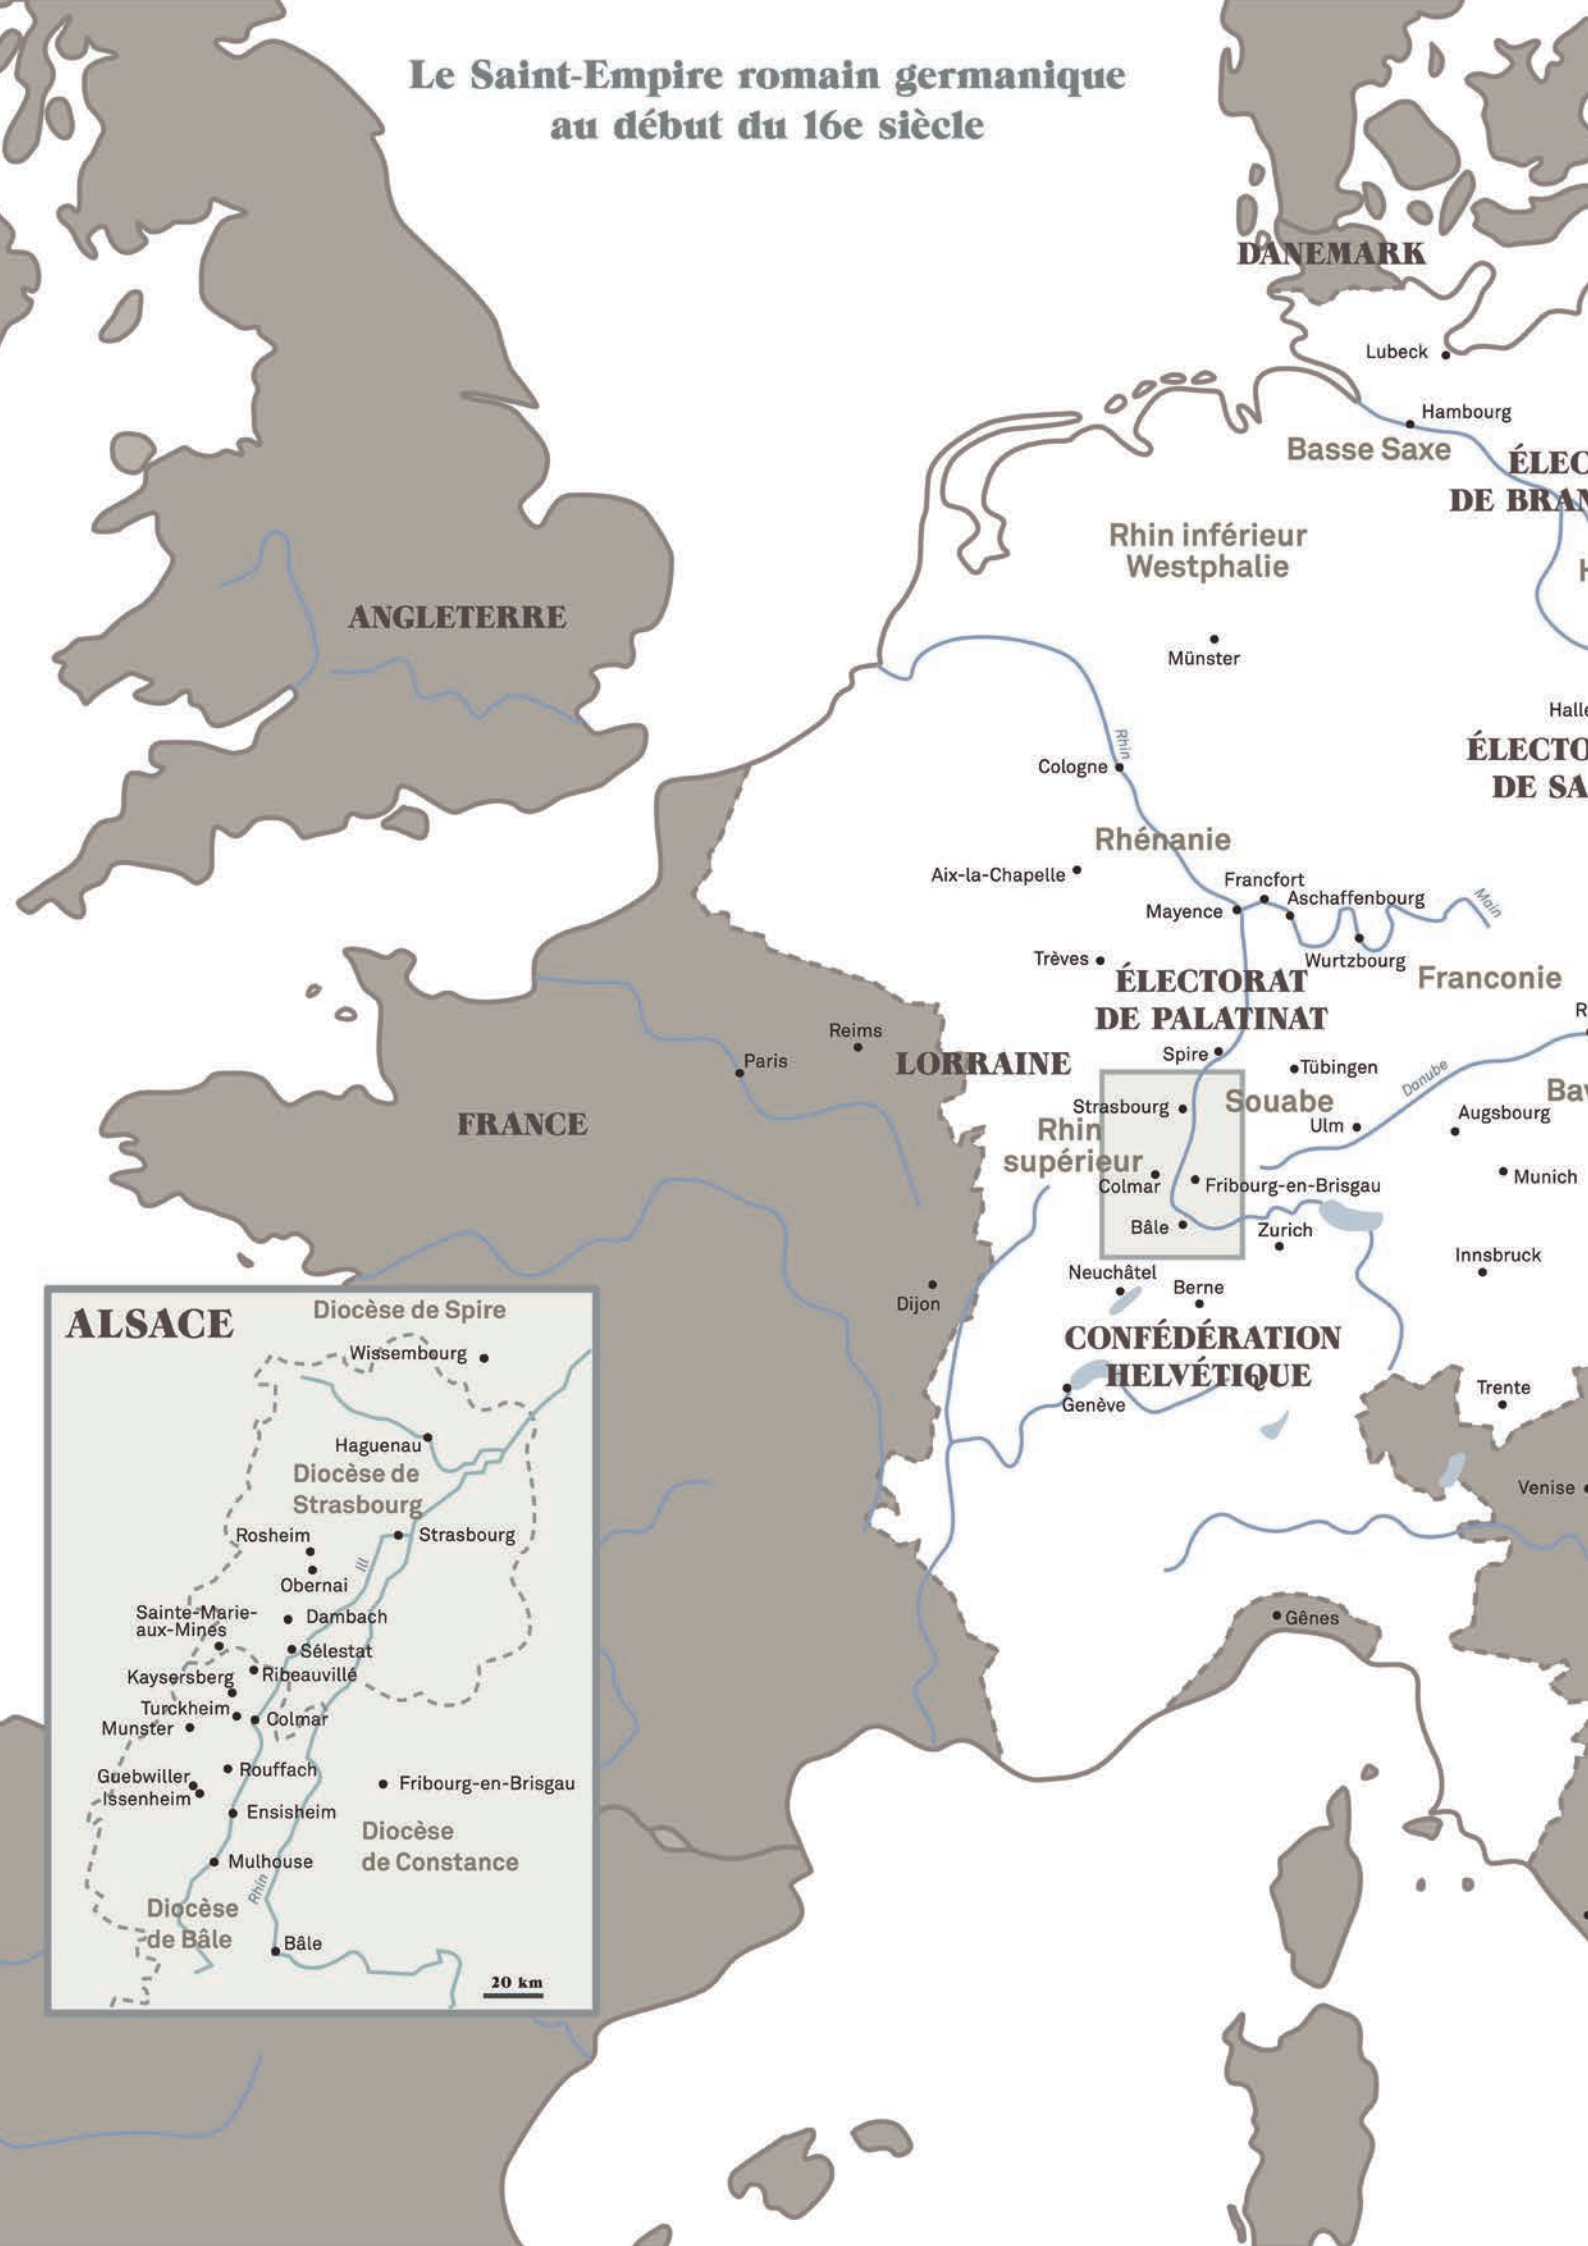 Le Saint-Empire romain germanique
au début du 16e siècle
DANEMARK
Lubeck
Hambourg
Basse Saxe
ÉLEC
DE BRAN
Rhin inférieur
Westphalie
H
ANGLETERRE
Münster
Halle
Rhin
ÉLECTO
DE SA
Cologne
Rhénanie
Aix-la-Chapelle
Francfort
Aschaffenbourg
Main
Mayence
Trèves
Wurtzbourg
Franconie
ÉLECTORAT
DE PALATINAT
R
Reims
Paris
LORRAINE
Spire
Tübingen
Danube
Bav
Strasbourg
Souabe
Augsbourg
FRANCE
Ulm
Rhin
supérieur
Munich
Colmar
Fribourg-en-Brisgau
Bâle
Zurich
Innsbruck
Neuchâtel
Berne
Dijon
CONFÉDÉRATION
HELVÉTIQUE
Genève
Trente
Venise
Gênes
ALSACE
Diocèse de Spire
Wissembourg
Haguenau
Diocèse de
Strasbourg
Rosheim
Strasbourg
Ill
Obernai
Sainte-Marie-
aux-Mines
Dambach
Sélestat
Kaysersberg
Ribeauvillé
Turckheim
Munster
Colmar
Rouffach
Guebwiller
Issenheim
Fribourg-en-Brisgau
Ensisheim
Diocèse
de Constance
Mulhouse
Rhin
Diocèse
de Bâle
Bâle
20 km